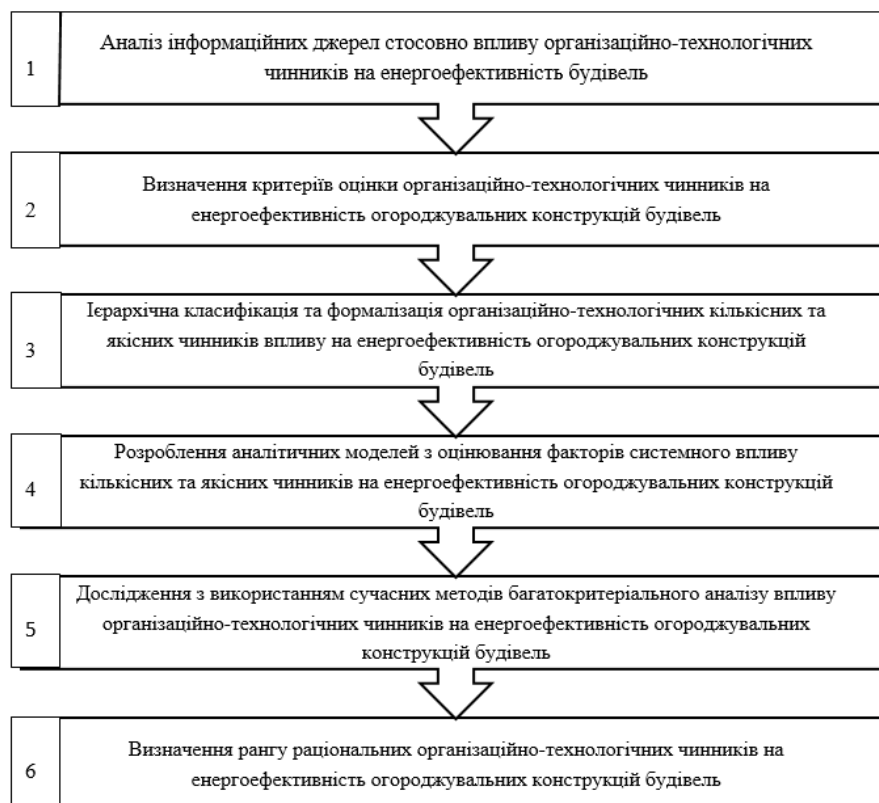 1
Аналіз інформаційних джерел стосовно впливу організаційно-технологічних
чинників на енергоефективність будівель
2
Визначення критеріїв оцінки організаційно-технологічних чинників на
енергоефективність огороджувальних конструкцій будівель
3
Ієрархічна класифікація та формалізація організаційно-технологічних кількісних та
якісних чинників впливу на енергоефективність огороджувальних конструкцій
будівель
4
Розроблення аналітичних моделей з оцінювання факторів системного впливу
кількісних та якісних чинників на енергоефективність огороджувальних конструкцій
будівель
5
Дослідження з використанням сучасних методів багатокритеріального аналізу впливу
організаційно-технологічних чинників на енергоефективність огороджувальних
конструкцій будівель
6
Визначення рангу раціональних організаційно-технологічних чинників на
енергоефективність огороджувальних конструкцій будівель